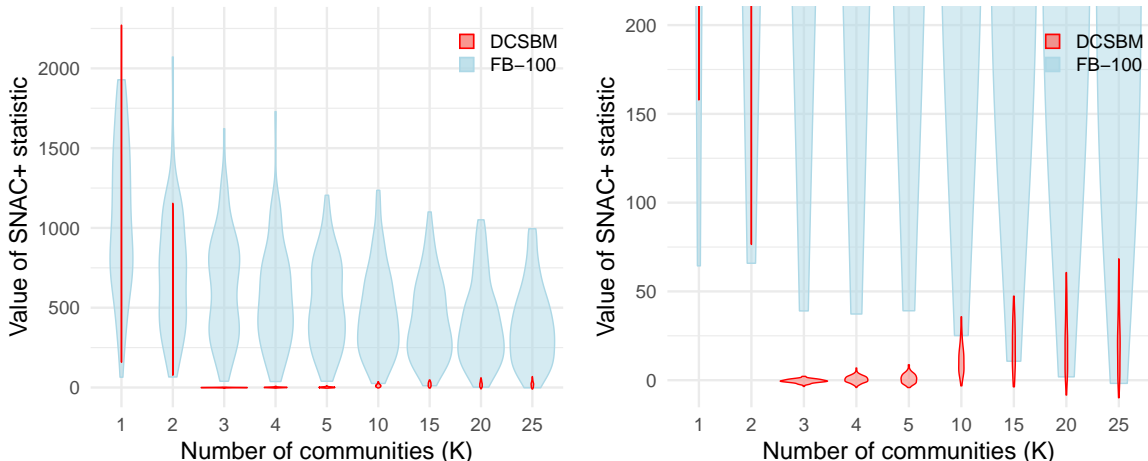 Value of SNAC+ statistic
2000
1500
1000
500
0
DCSBM
FB−100
1 2 3 4 5 10 15 20 25
Number of communities (K)
Value of SNAC+ statistic
200
150
100
50
0
DCSBM
FB−100
1 2 3 4 5 10 15 20 25
Number of communities (K)